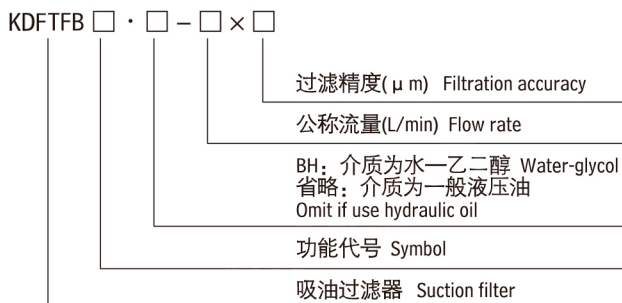 KDFTFB □ · □ – □ × □
过滤精度( μ m) Filtration accuracy
公称流量(L/min) Flow rate
BH：介质为水一乙二醇 Water-glycol
省略：介质为一般液压油
Omit if use hydraulic oil
功能代号 Symbol
吸油过滤器 Suction filter